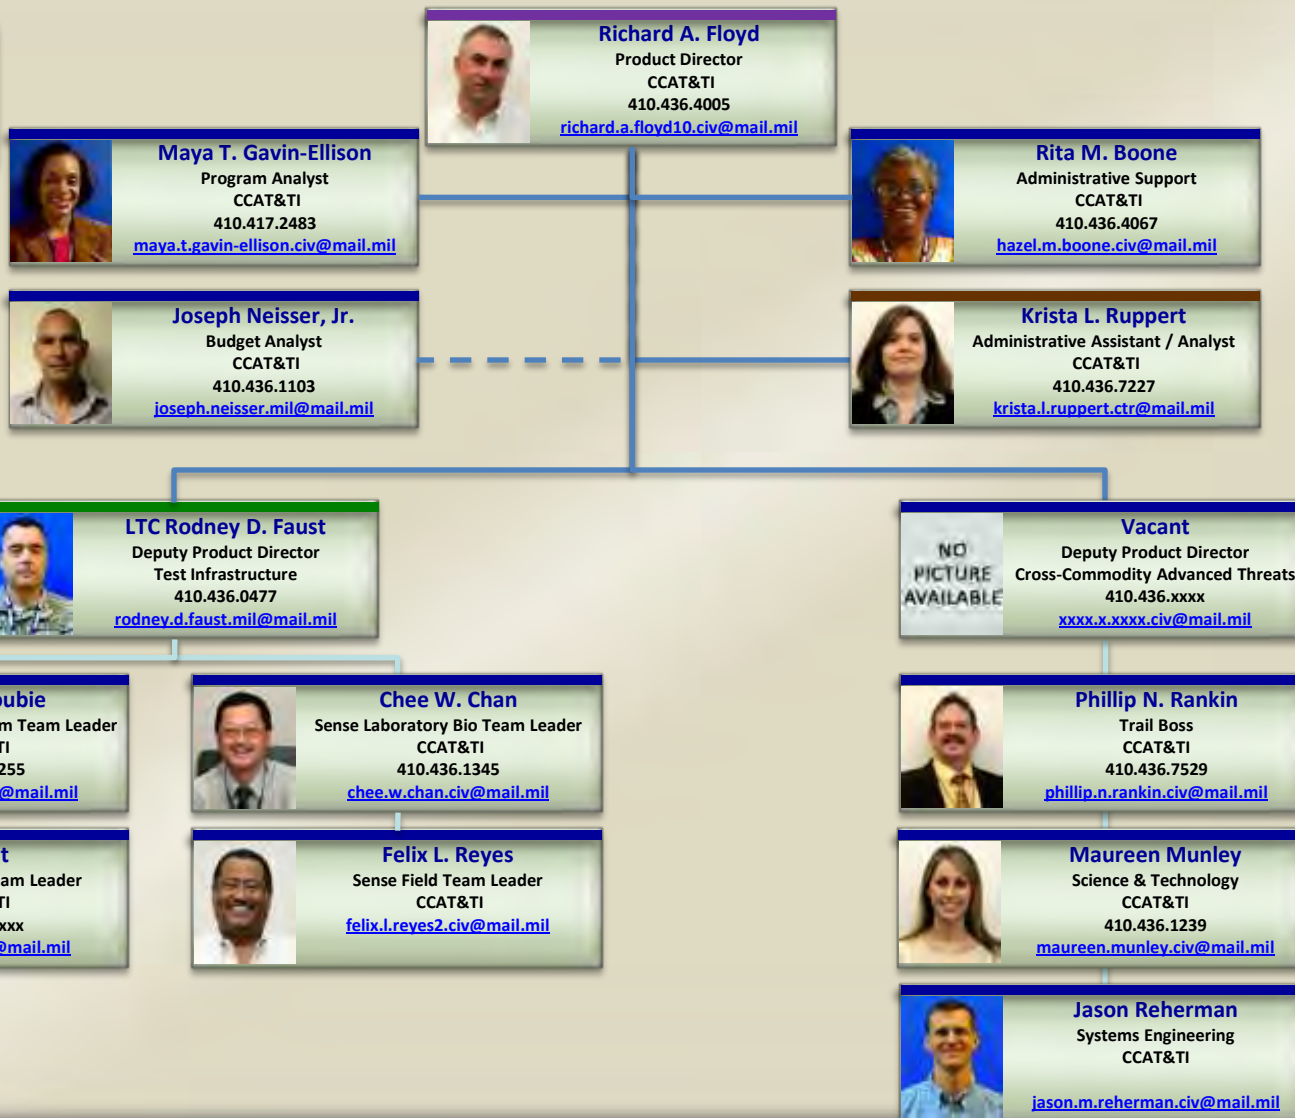 Richard A. Floyd
Product Director
CCAT&TI
410.436.4005
richard.a.floyd10.civ@mail.mil
Maya T. Gavin-Ellison
Program Analyst
CCAT&TI
410.417.2483
maya.t.gavin-ellison.civ@mail.mil
Rita M. Boone
Administrative Support
CCAT&TI
410.436.4067
hazel.m.boone.civ@mail.mil
Joseph Neisser, Jr.
Budget Analyst
CCAT&TI
410.436.1103
joseph.neisser.mil@mail.mil
Krista L. Ruppert
Administrative Assistant / Analyst
CCAT&TI
410.436.7227
krista.l.ruppert.ctr@mail.mil
LTC Rodney D. Faust
Deputy Product Director
Test Infrastructure
410.436.0477
rodney.d.faust.mil@mail.mil
NO
PICTURE
AVAILABLE
Vacant
Deputy Product Director
Cross-Commodity Advanced Threats
410.436.xxxx
xxxx.x.xxxx.civ@mail.mil
oubie
m Team Leader
TI
255
@mail.mil
Chee W. Chan
Sense Laboratory Bio Team Leader
CCAT&TI
410.436.1345
chee.w.chan.civ@mail.mil
Phillip N. Rankin
Trail Boss
CCAT&TI
410.436.7529
phillip.n.rankin.civ@mail.mil
t
am Leader
TI
xxx
@mail.mil
Felix L. Reyes
Sense Field Team Leader
CCAT&TI
felix.l.reyes2.civ@mail.mil
Maureen Munley
Science & Technology
CCAT&TI
410.436.1239
maureen.munley.civ@mail.mil
Jason Reherman
Systems Engineering
CCAT&TI
jason.m.reherman.civ@mail.mil